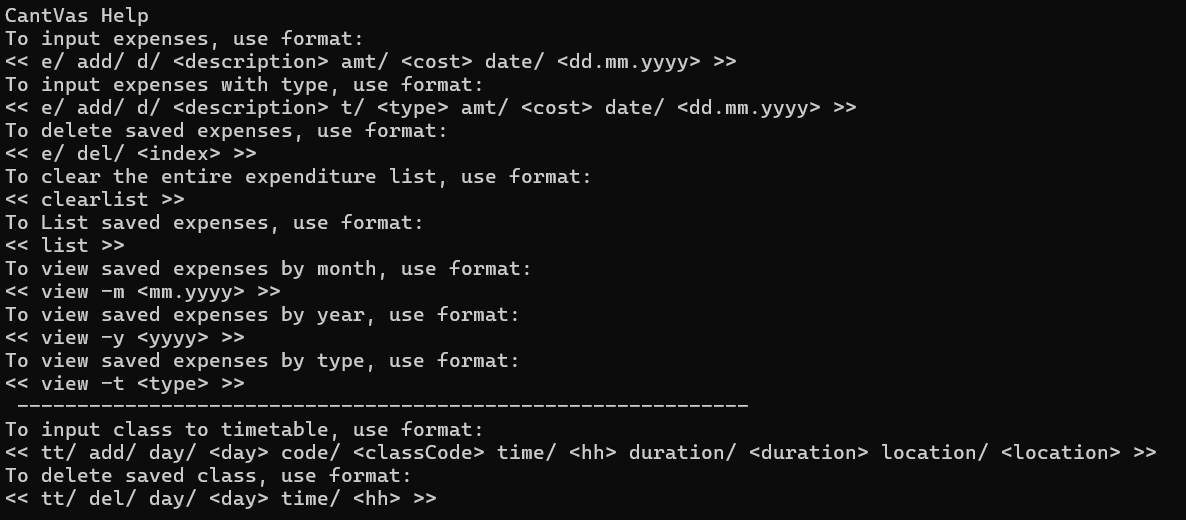 CantVas Help
To input expenses, use format:
<< e/ add/ d/ <description> amt/ <cost> date/ <dd.mm.yyyy> >>
To input expenses with type, use format:
<< e/ add/ d/ <description> t/ <type> amt/ <cost> date/ <dd.mm.yyyy> >>
To delete saved expenses, use format:
<< e/ del/ <index> >>
To clear the entire expenditure list, use format:
<< clearlist >>
To List saved expenses, use format:
<< list >>
To view saved expenses by month, use format:
<< view -m <mm.yyyy> >>
To view saved expenses by year, use format:
<< view -y <yyyy> >>
To view saved expenses by type, use format:
<< view -t <type> >>
-------------------------------------------------------------
To input class to timetable, use format:
<< tt/ add/ day/ <day> code/ <classCode> time/ <hh> duration/ <duration> location/ <location> >>
To delete saved class, use format:
<< tt/ del/ day/ <day> time/ <hh> >>